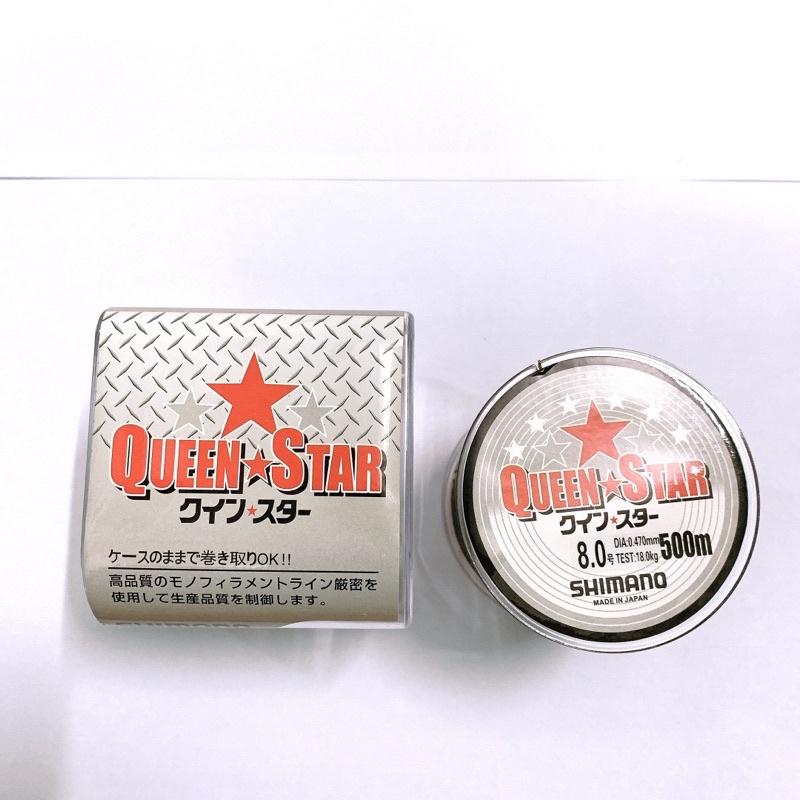 QUEEN★STAR
クイン★スター
ケースのままで巻き取りOK!!
高品質のモノフィラメントライン厳密を
使用して生産品質を制御します。
QUEEN★STAR
クイン★スター
8.0号 DIA:0.470mm TEST:18.0kg 500m
SHIMANO
MADE IN JAPAN